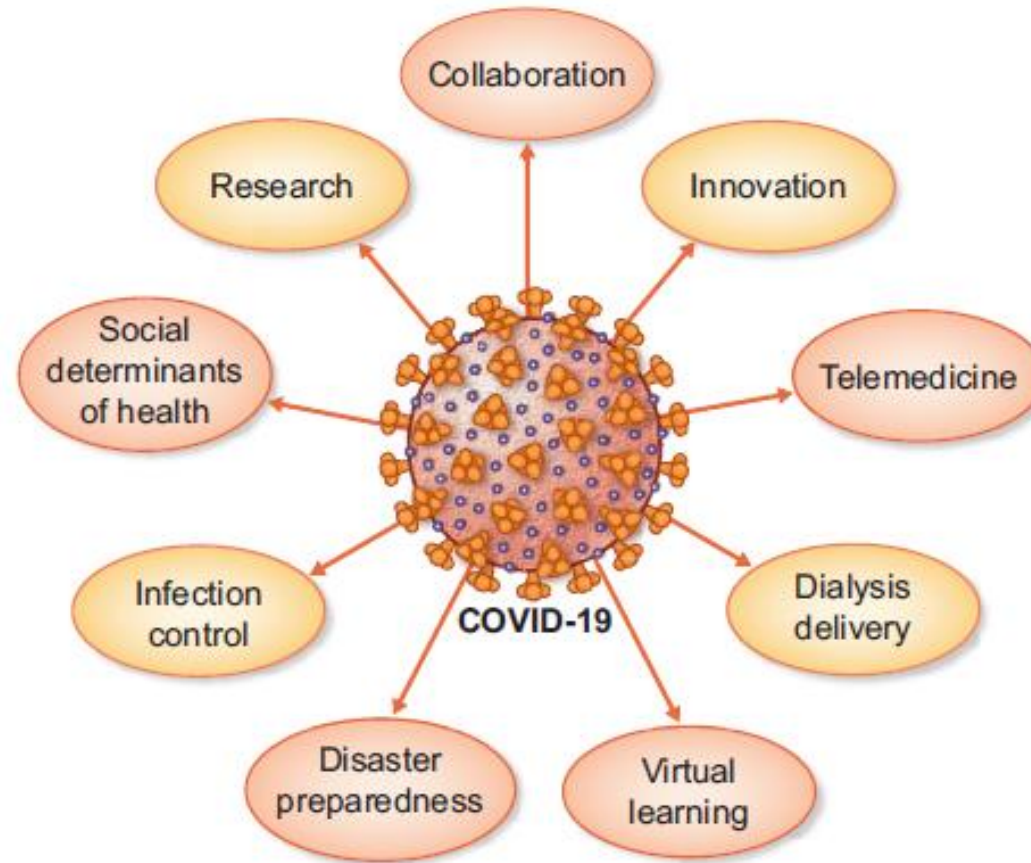 Collaboration
Research
Innovation
Social
determinants
of health
Telemedicine
Infection
control
COVID-19
Dialysis
delivery
Disaster
preparedness
Virtual
learning